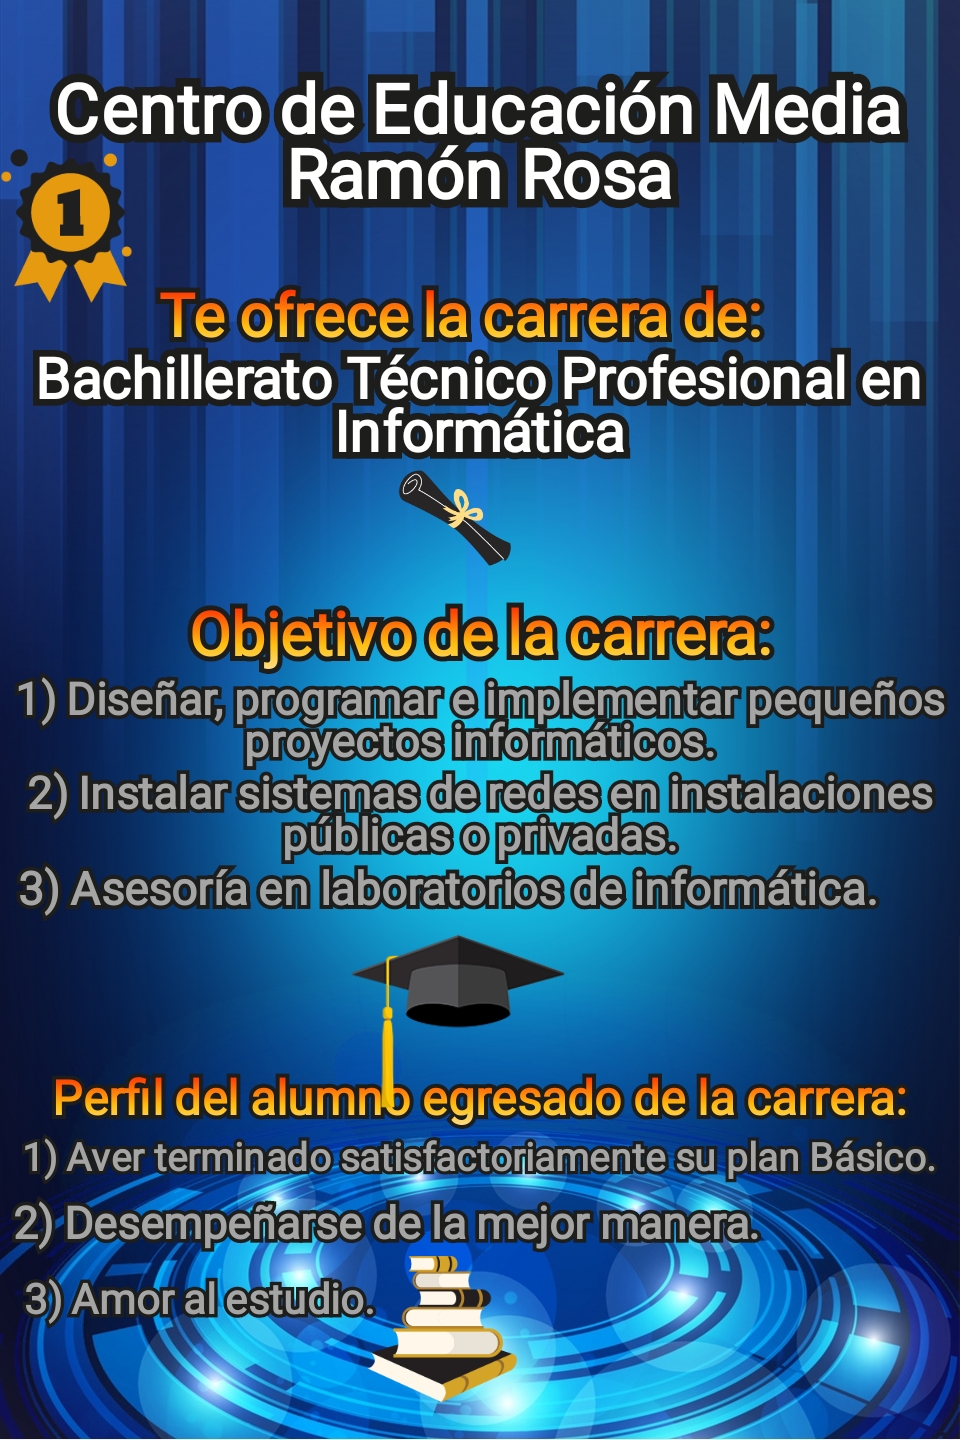 Centro de Educación Media
Ramón Rosa
1
Te ofrece la carrera de:
Bachillerato Técnico Profesional en
Informática
Objetivo de la carrera:
1) Diseñar, programar e implementar pequeños
proyectos informáticos.
2) Instalar sistemas de redes en instalaciones
públicas o privadas.
3) Asesoría en laboratorios de informática.
Perfil del alumno egresado de la carrera:
1) Aver terminado satisfactoriamente su plan Básico.
2) Desempeñarse de la mejor manera.
3) Amor al estudio.